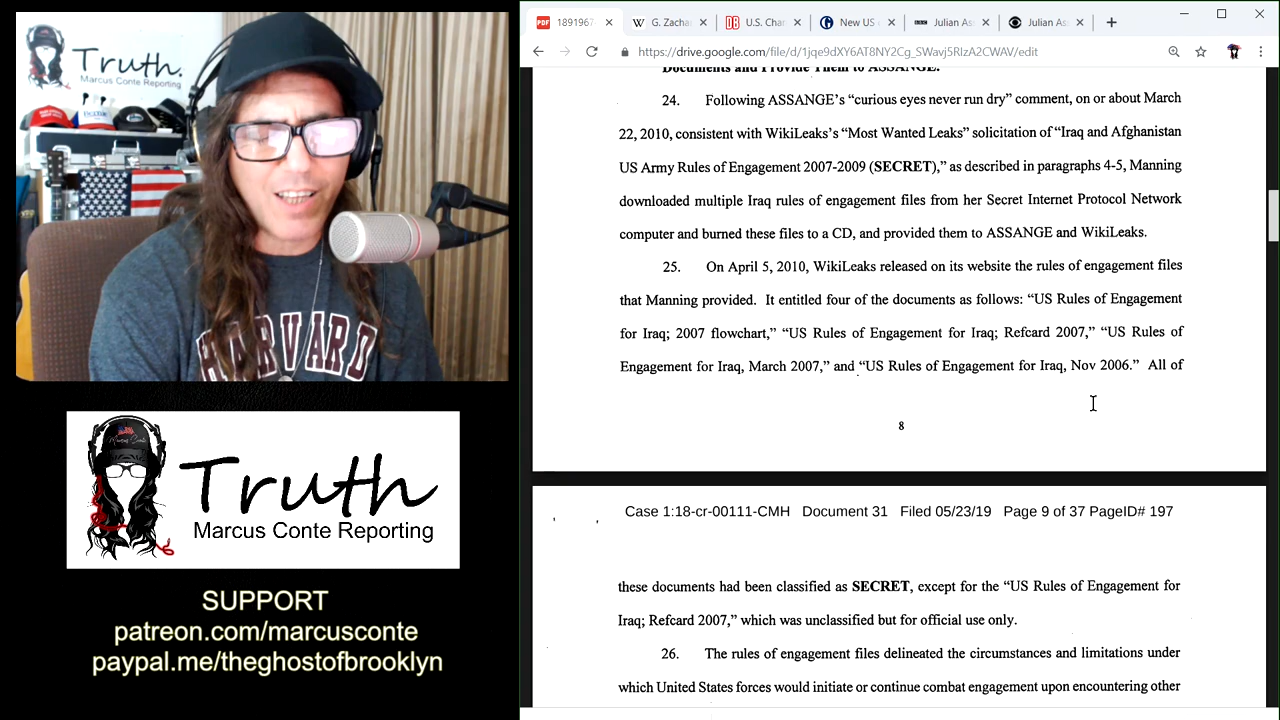 Truth.
Marcus Conte Reporting
HARVARD
Truth
Marcus Conte Reporting
SUPPORT
patreon.com/marcusconte
paypal.me/theghostofbrooklyn
1891967
G. Zacha
U.S. Char
New US
Julian As
Julian As
https://drive.google.com/file/d/1jqe9dXY6AT8NY2Cg_SWavj5RIzA2CWAV/edit
Documents and Provide Them to ASSANGE.
24. Following ASSANGE’s “curious eyes never run dry” comment, on or about March
22, 2010, consistent with WikiLeaks’s “Most Wanted Leaks” solicitation of “Iraq and Afghanistan
US Army Rules of Engagement 2007-2009 (SECRET),” as described in paragraphs 4-5, Manning
downloaded multiple Iraq rules of engagement files from her Secret Internet Protocol Network
computer and burned these files to a CD, and provided them to ASSANGE and WikiLeaks.
25. On April 5, 2010, WikiLeaks released on its website the rules of engagement files
that Manning provided. It entitled four of the documents as follows: “US Rules of Engagement
for Iraq; 2007 flowchart,” “US Rules of Engagement for Iraq; Refcard 2007,” “US Rules of
Engagement for Iraq, March 2007,” and “US Rules of Engagement for Iraq, Nov 2006.” All of
8
Case 1:18-cr-00111-CMH Document 31 Filed 05/23/19 Page 9 of 37 PageID# 197
these documents had been classified as SECRET, except for the “US Rules of Engagement for
Iraq; Refcard 2007,” which was unclassified but for official use only.
26. The rules of engagement files delineated the circumstances and limitations under
which United States forces would initiate or continue combat engagement upon encountering other